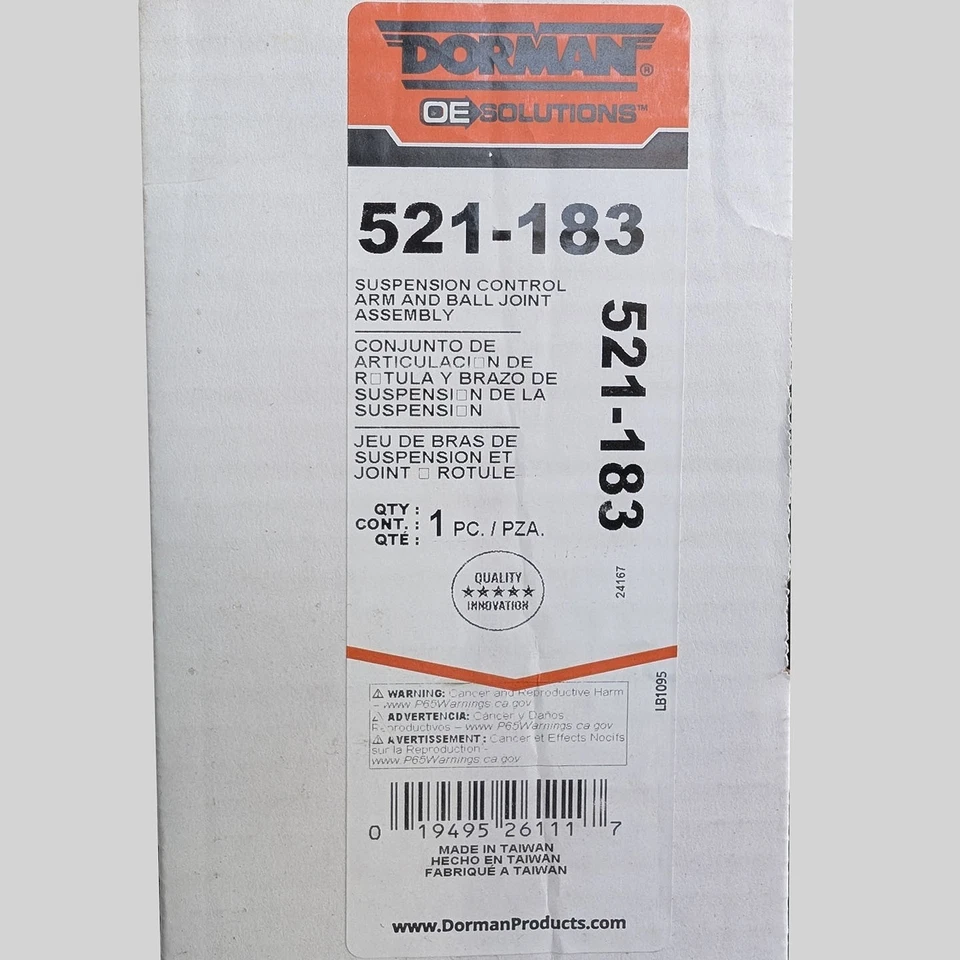 DORMAN®
OE SOLUTIONS™
521-183
SUSPENSION CONTROL
ARM AND BALL JOINT
ASSEMBLY
CONJUNTO DE
ARTICULACI□N DE
R□TULA Y BRAZO DE
SUSPENSI□N DE LA
SUSPENSI□N
JEU DE BRAS DE
SUSPENSION ET
JOINT □ ROTULE
521-183
QTY :
CONT. :
QTÉ :
1 PC. / PZA.
QUALITY
★★★★★
INNOVATION
24167
LB1095
⚠ WARNING: Cancer and Reproductive Harm
– www.P65Warnings.ca.gov
⚠ ADVERTENCIA: Cáncer y Daños
Reproductivos – www.P65Warnings.ca.gov
⚠ AVERTISSEMENT : Cancer et Effects Nocifs
sur la Reproduction -
www.P65Warnings.ca.gov
0 19495 26111 7
MADE IN TAIWAN
HECHO EN TAIWAN
FABRIQUÉ A TAIWAN
www.DormanProducts.com